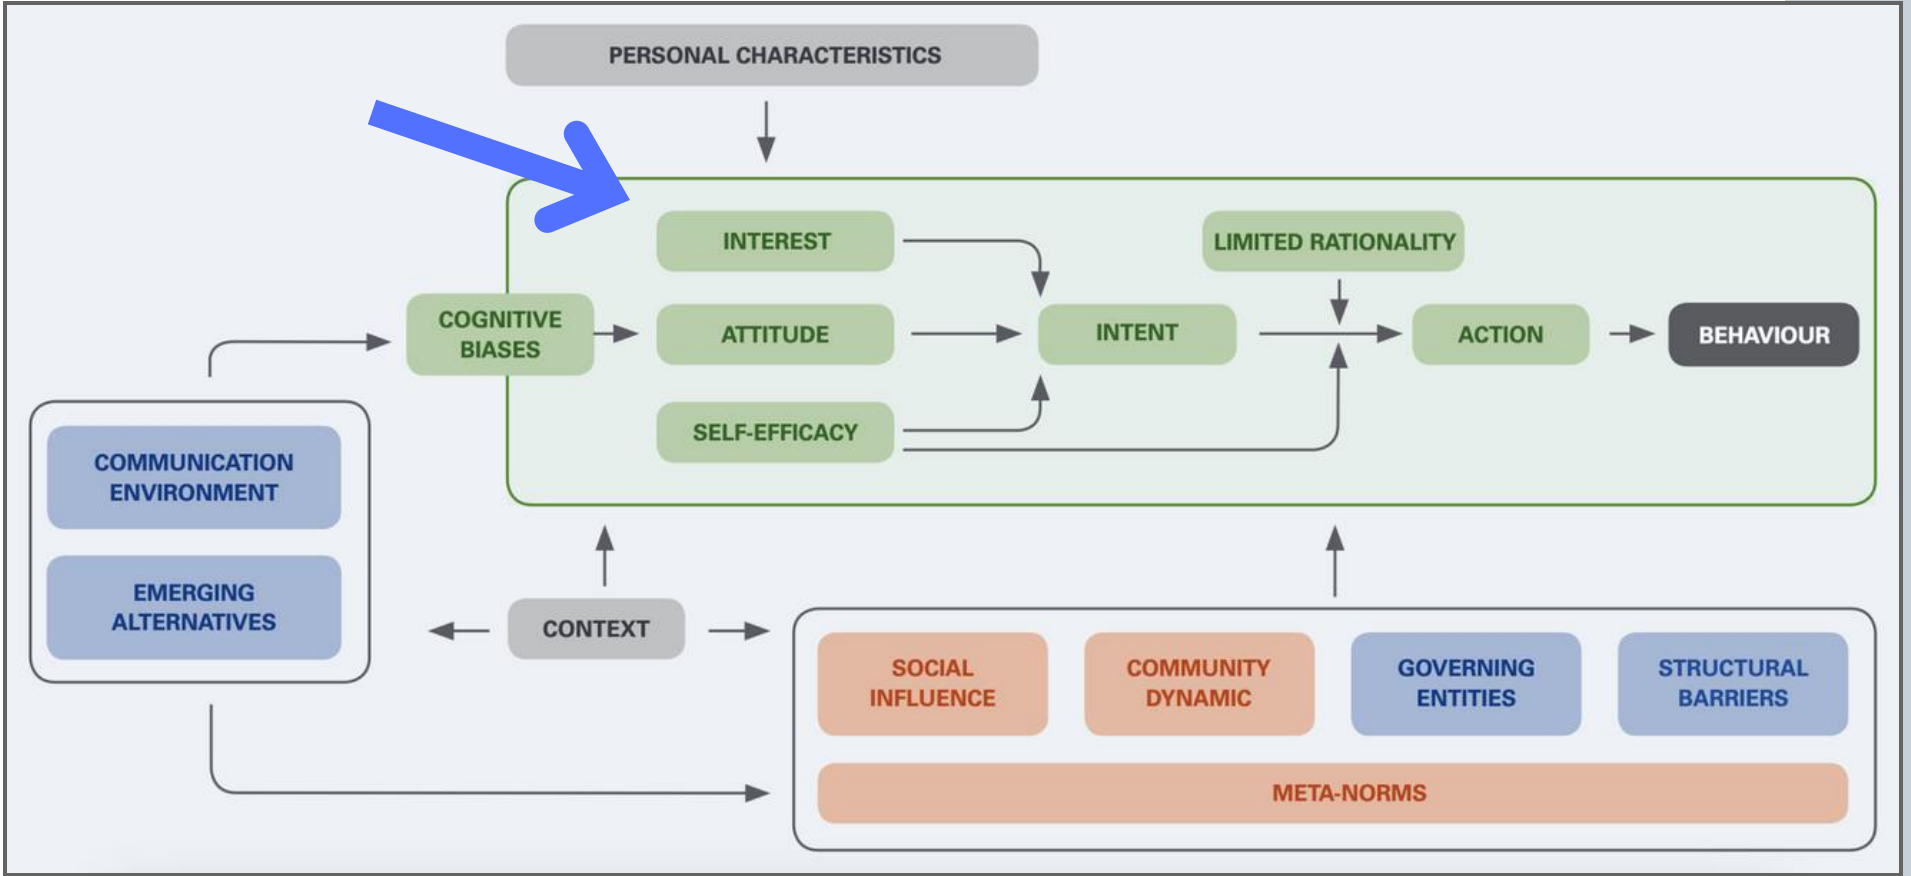 PERSONAL CHARACTERISTICS
INTEREST
LIMITED RATIONALITY
COGNITIVE
BIASES
ATTITUDE
INTENT
ACTION
BEHAVIOUR
SELF-EFFICACY
COMMUNICATION
ENVIRONMENT
EMERGING
ALTERNATIVES
CONTEXT
SOCIAL
INFLUENCE
COMMUNITY
DYNAMIC
GOVERNING
ENTITIES
STRUCTURAL
BARRIERS
META-NORMS